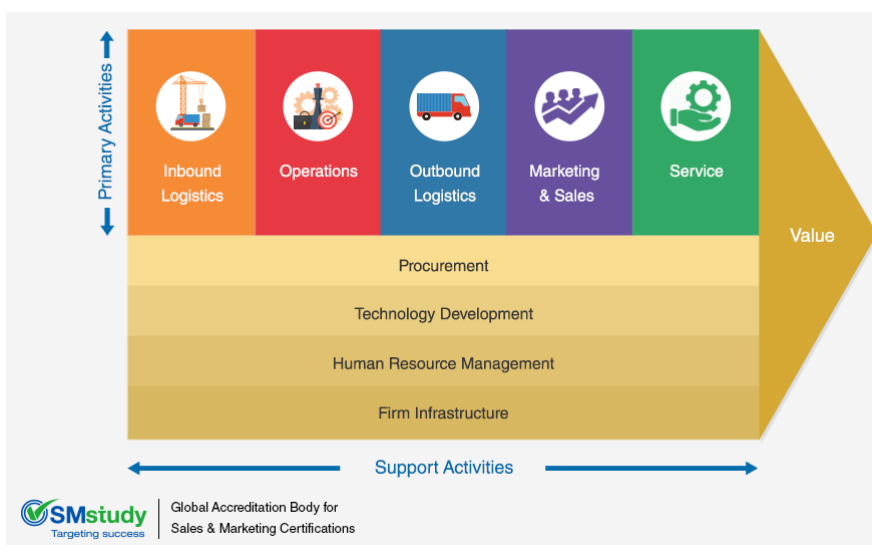 Primary Activities
Inbound
Logistics
Operations
Outbound
Logistics
Marketing
& Sales
Service
Value
Procurement
Technology Development
Human Resource Management
Firm Infrastructure
Support Activities
SMstudy
Targeting success
Global Accreditation Body for
Sales & Marketing Certifications